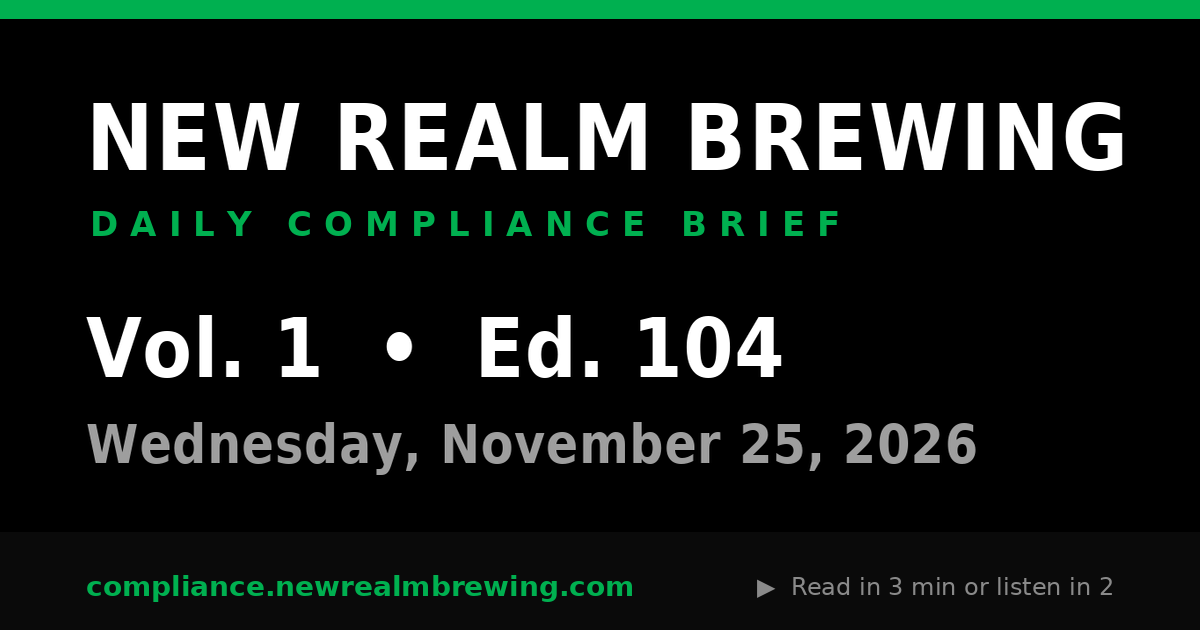 NEW REALM BREWING
DAILY COMPLIANCE BRIEF
Vol. 1 • Ed. 104
Wednesday, November 25, 2026
compliance.newrealmbrewing.com
▶ Read in 3 min or listen in 2